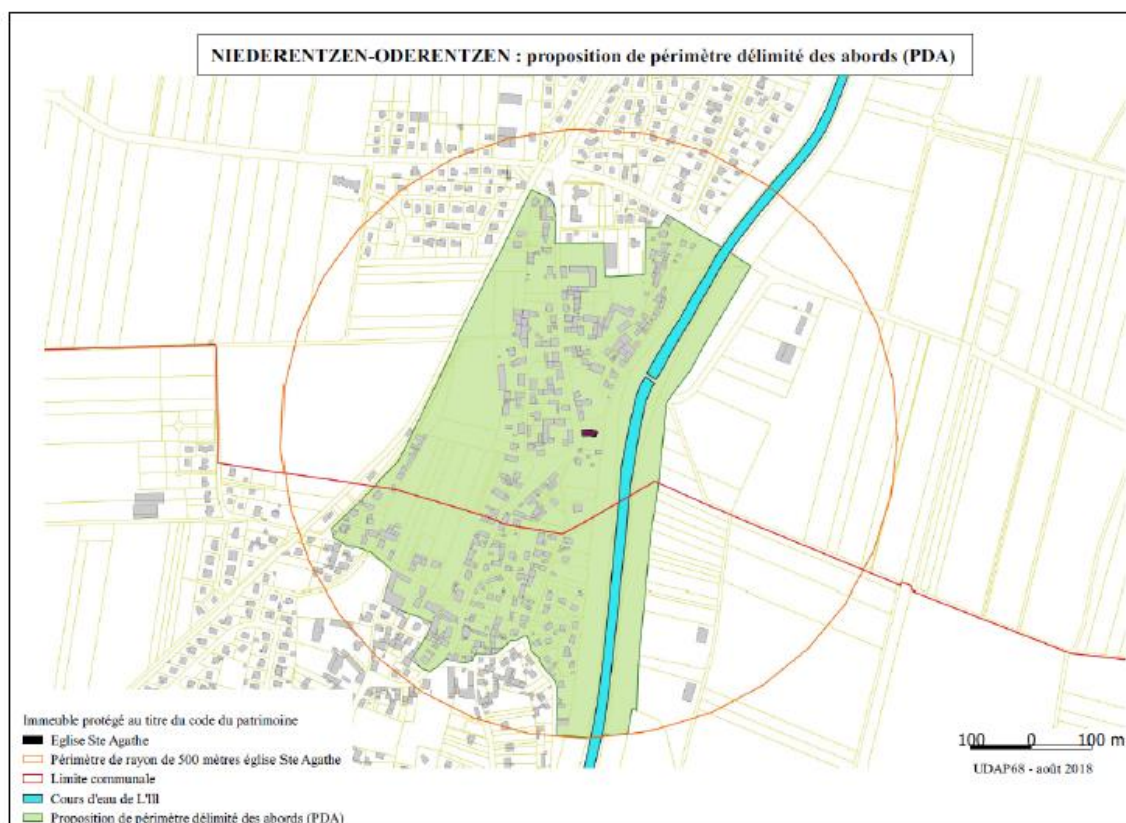 NIEDERENTZEN-ODERENTZEN : proposition de périmètre délimité des abords (PDA)
Immeuble protégé au titre du code du patrimoine
Eglise Ste Agathe
Périmètre de rayon de 500 mètres église Ste Agathe
Limite communale
Cours d'eau de L'Ill
Proposition de périmètre délimité des abords (PDA)
100 0 100 m
UDAP68 - août 2018